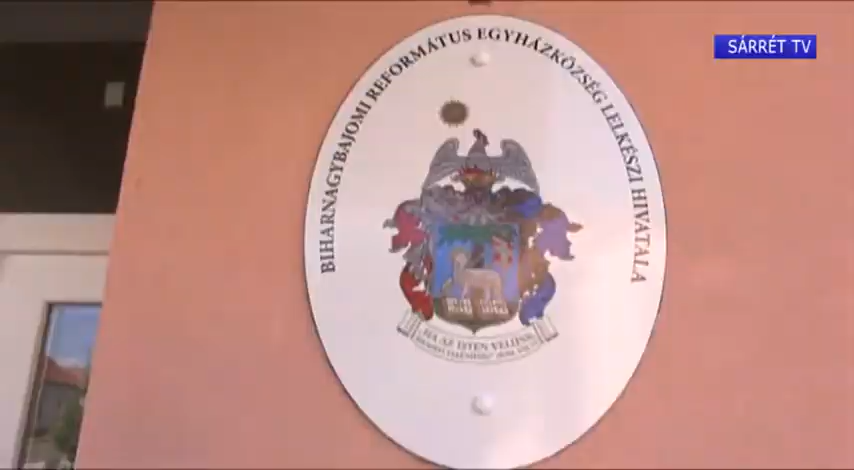 SÁRRÉT TV
BIHARNAGYBAJOMI REFORMÁTUS EGYHÁZKÖZSÉG LELKÉSZI HIVATALA
"HA AZ ISTEN VELÜNK,